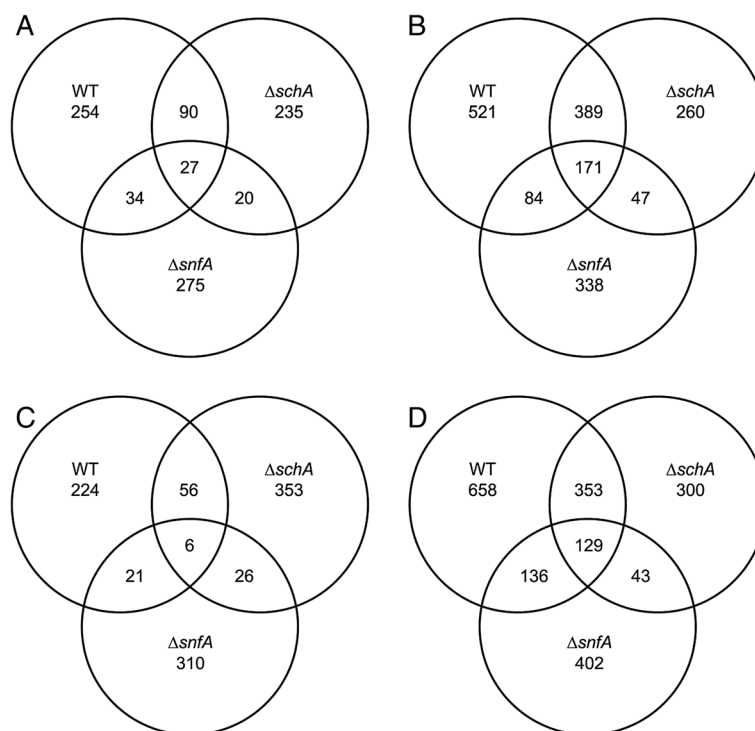 A
WT
254
90
ΔschA
235
27
34
20
ΔsnfA
275
B
WT
521
389
ΔschA
260
171
84
47
ΔsnfA
338
C
WT
224
56
ΔschA
353
6
21
26
ΔsnfA
310
D
WT
658
353
ΔschA
300
129
136
43
ΔsnfA
402